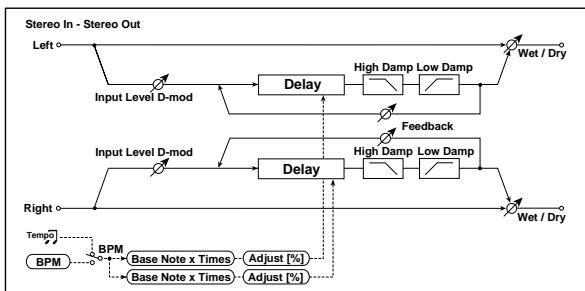 Stereo In - Stereo Out
Left
Wet / Dry
High Damp Low Damp
Delay
Input Level D-mod
Feedback
Input Level D-mod
High Damp Low Damp
Delay
Right
Wet / Dry
Tempo
BPM
BPM
Base Note x Times Adjust [%]
Base Note x Times Adjust [%]